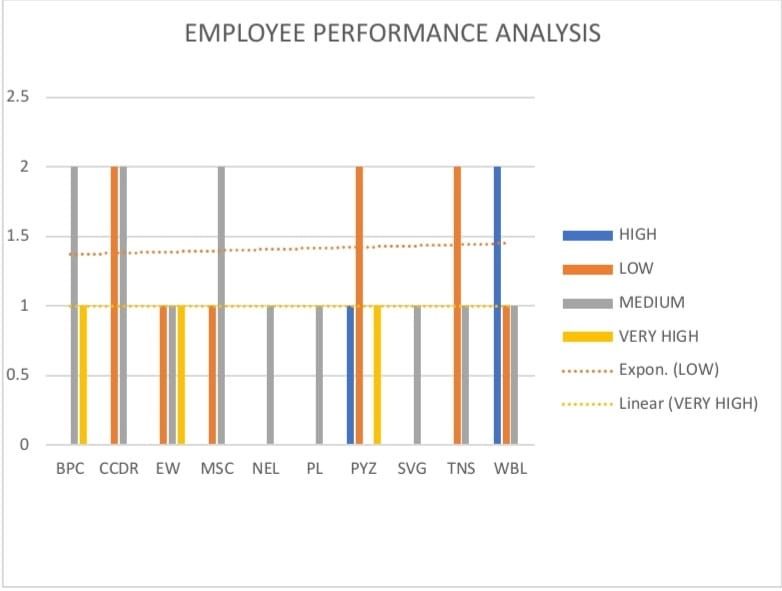 EMPLOYEE PERFORMANCE ANALYSIS
2.5
2
1.5
1
0.5
0
BPC CCDR EW MSC NEL PL PYZ SVG TNS WBL
HIGH
LOW
MEDIUM
VERY HIGH
Expon. (LOW)
Linear (VERY HIGH)